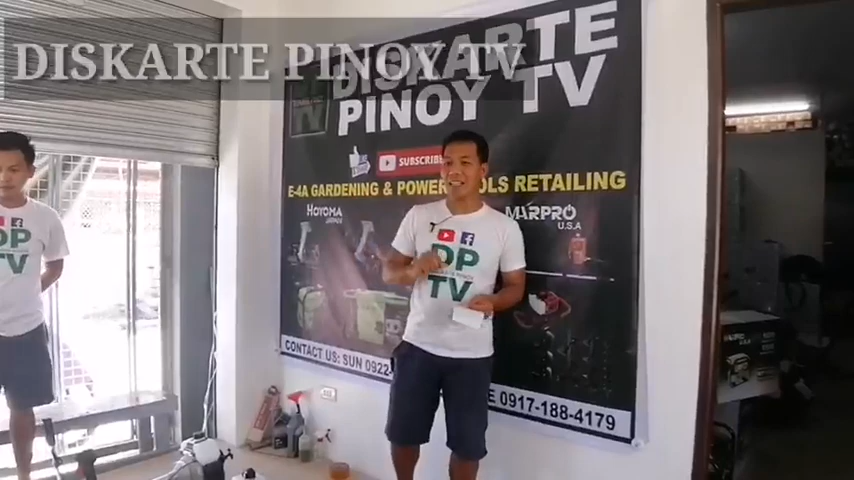 DISKARTE PINOY TV
DISKARTE
PINOY TV
SUBSCRIBE
E-4A GARDENING & POWER TOOLS RETAILING
HOYOMA
JAPAN
MARPRO
U.S.A
DP
TV
DP
TV
CONTACT US: SUN 0922
0917-188-4179